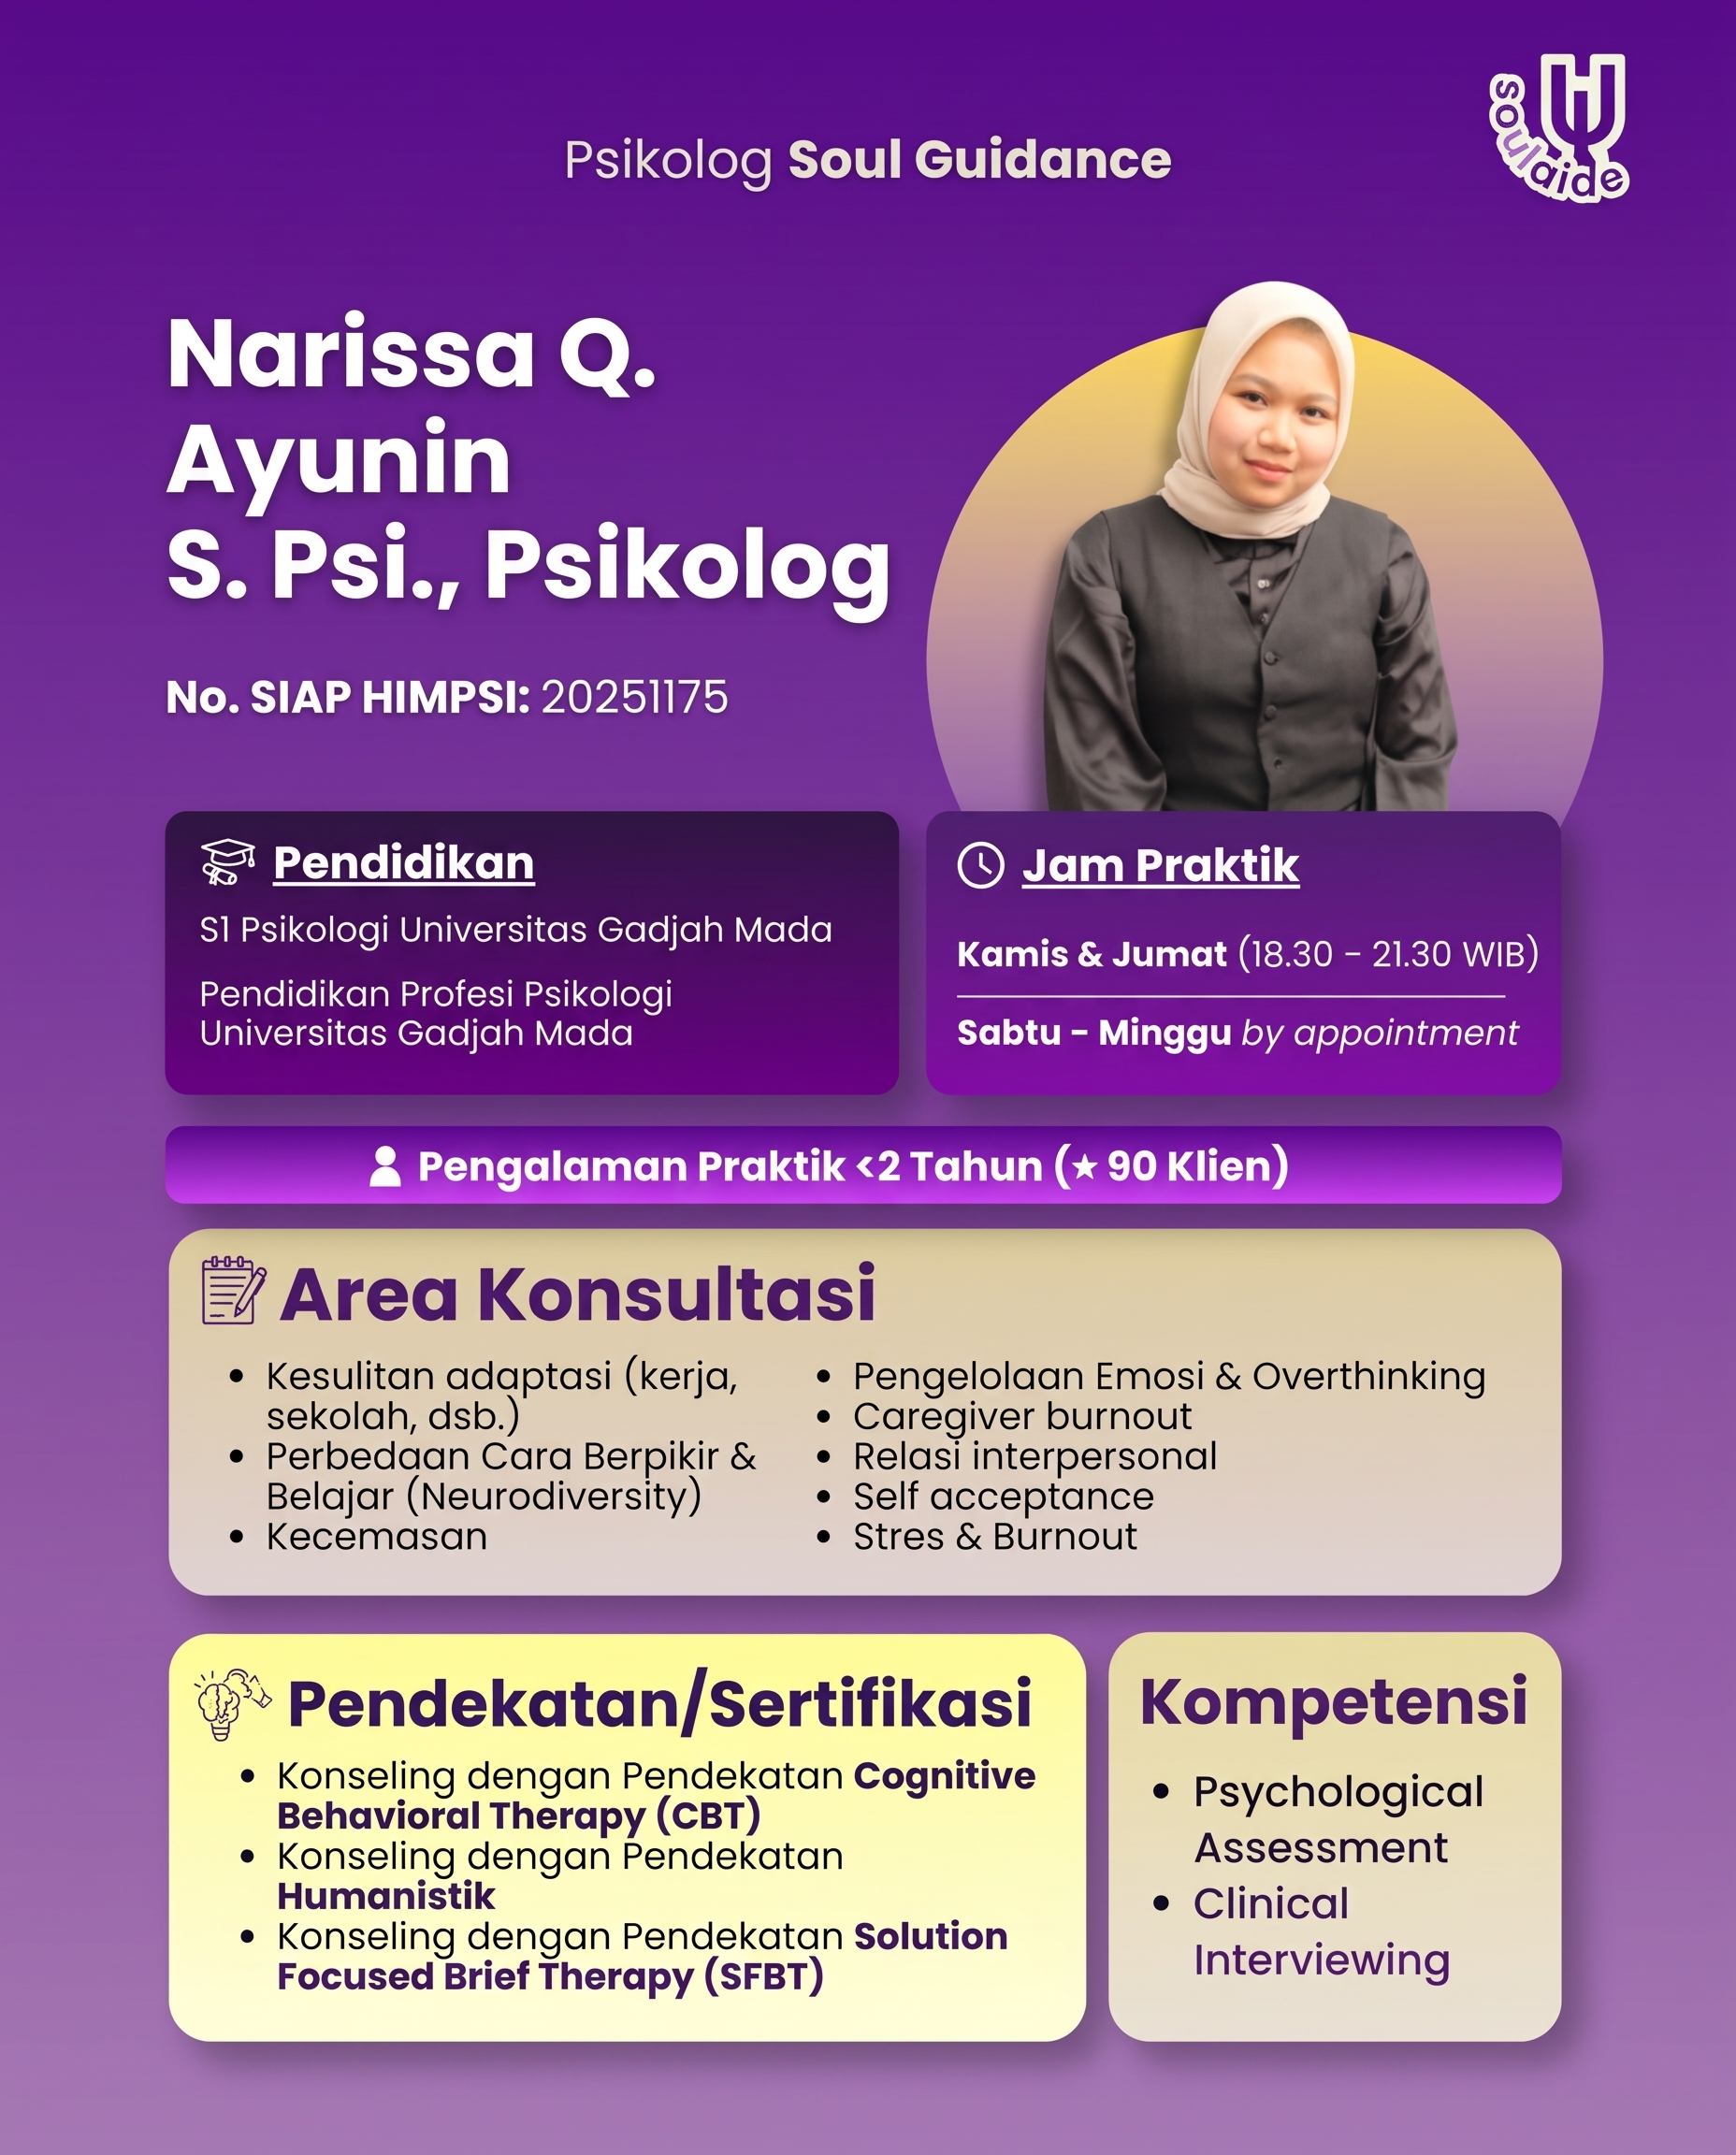 soulaide
Psikolog Soul Guidance
Narissa Q.
Ayunin
S. Psi., Psikolog
No. SIAP HIMPSI: 20251175
Pendidikan
S1 Psikologi Universitas Gadjah Mada
Pendidikan Profesi Psikologi
Universitas Gadjah Mada
Jam Praktik
Kamis & Jumat (18.30 - 21.30 WIB)
Sabtu - Minggu by appointment
Pengalaman Praktik <2 Tahun (★ 90 Klien)
Area Konsultasi
• Kesulitan adaptasi (kerja,
sekolah, dsb.)
• Perbedaan Cara Berpikir &
Belajar (Neurodiversity)
• Kecemasan
• Pengelolaan Emosi & Overthinking
• Caregiver burnout
• Relasi interpersonal
• Self acceptance
• Stres & Burnout
Pendekatan/Sertifikasi
• Konseling dengan Pendekatan Cognitive
Behavioral Therapy (CBT)
• Konseling dengan Pendekatan
Humanistik
• Konseling dengan Pendekatan Solution
Focused Brief Therapy (SFBT)
Kompetensi
• Psychological
Assessment
• Clinical
Interviewing